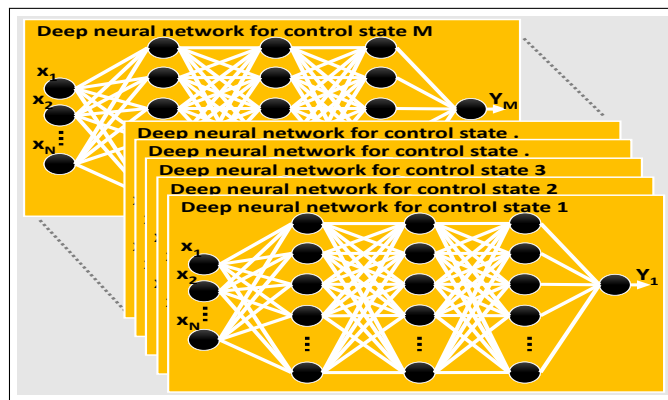 Deep neural network for control state M
x1
x2
xN
YM
Deep neural network for control state .
Deep neural network for control state .
Deep neural network for control state 3
Deep neural network for control state 2
Deep neural network for control state 1
x1
x2
xN
Y1